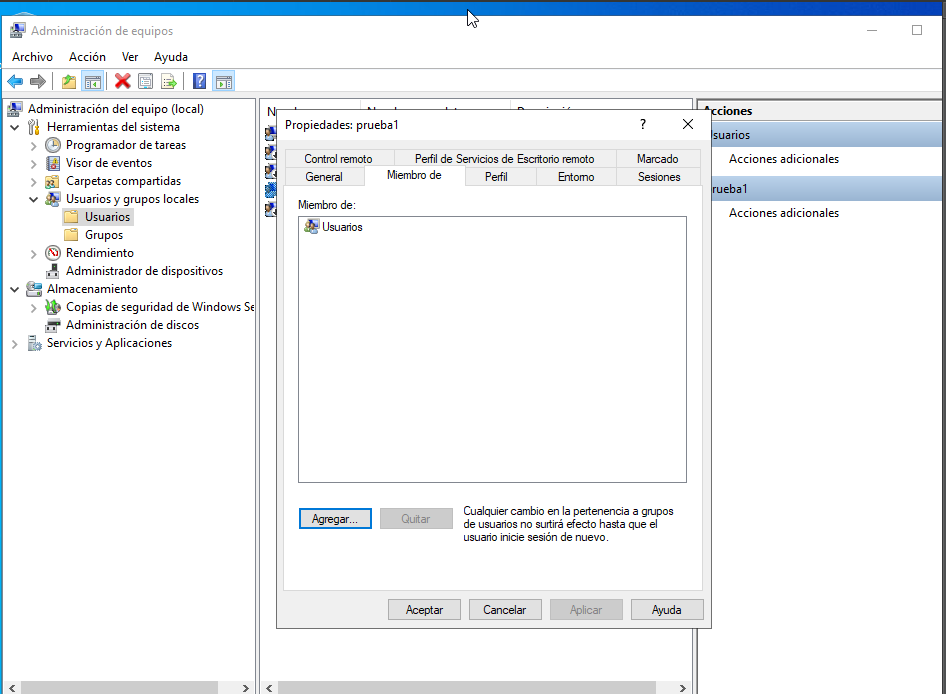 Administración de equipos
Archivo Acción Ver Ayuda
Administración del equipo (local)
Herramientas del sistema
Programador de tareas
Visor de eventos
Carpetas compartidas
Usuarios y grupos locales
Usuarios
Grupos
Rendimiento
Administrador de dispositivos
Almacenamiento
Copias de seguridad de Windows Se
Administración de discos
Servicios y Aplicaciones
Propiedades: prueba1
Control remoto Perfil de Servicios de Escritorio remoto Marcado
General Miembro de Perfil Entorno Sesiones
Miembro de:
Usuarios
Agregar... Quitar
Cualquier cambio en la pertenencia a grupos
de usuarios no surtirá efecto hasta que el
usuario inicie sesión de nuevo.
Aceptar Cancelar Aplicar Ayuda
Acciones
suarios
Acciones adicionales
rueba1
Acciones adicionales